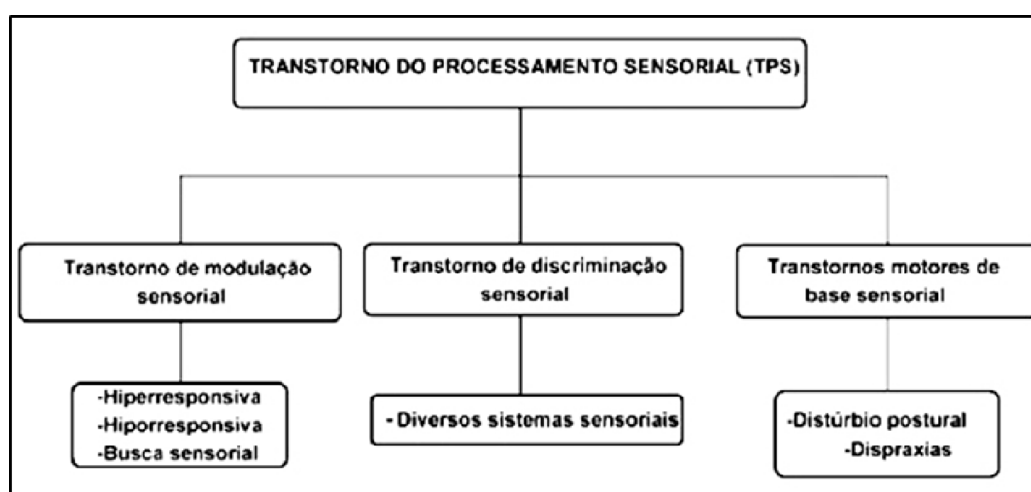 TRANSTORNO DO PROCESSAMENTO SENSORIAL (TPS)
Transtorno de modulação
sensorial
Transtorno de discriminação
sensorial
Transtornos motores de
base sensorial
-Hiperresponsiva
-Hiporresponsiva
-Busca sensorial
- Diversos sistemas sensoriais
-Distúrbio postural
-Dispraxias